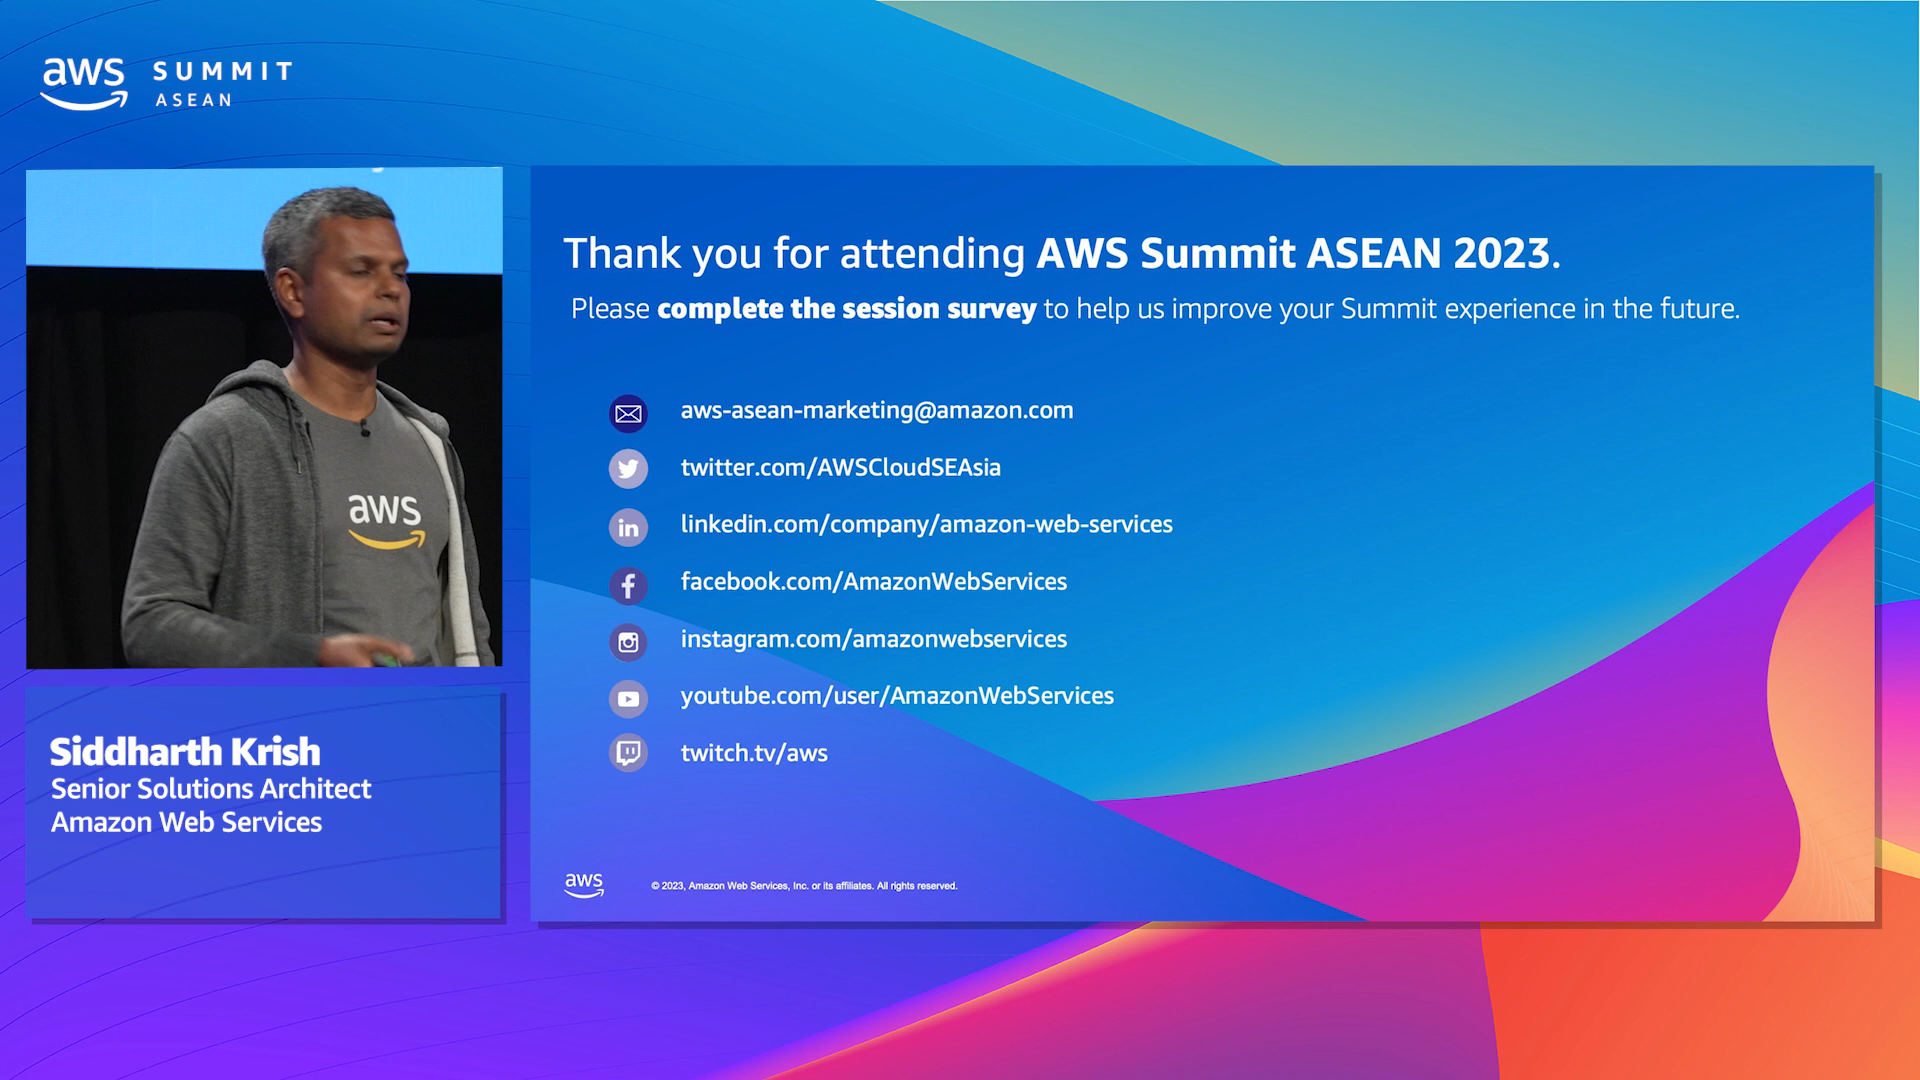 aws SUMMIT
ASEAN
aws
Siddharth Krish
Senior Solutions Architect
Amazon Web Services
Thank you for attending AWS Summit ASEAN 2023.
Please complete the session survey to help us improve your Summit experience in the future.
aws-asean-marketing@amazon.com
twitter.com/AWSCloudSEAsia
in
linkedin.com/company/amazon-web-services
f
facebook.com/AmazonWebServices
instagram.com/amazonwebservices
youtube.com/user/AmazonWebServices
twitch.tv/aws
aws
© 2023, Amazon Web Services, Inc. or its affiliates. All rights reserved.